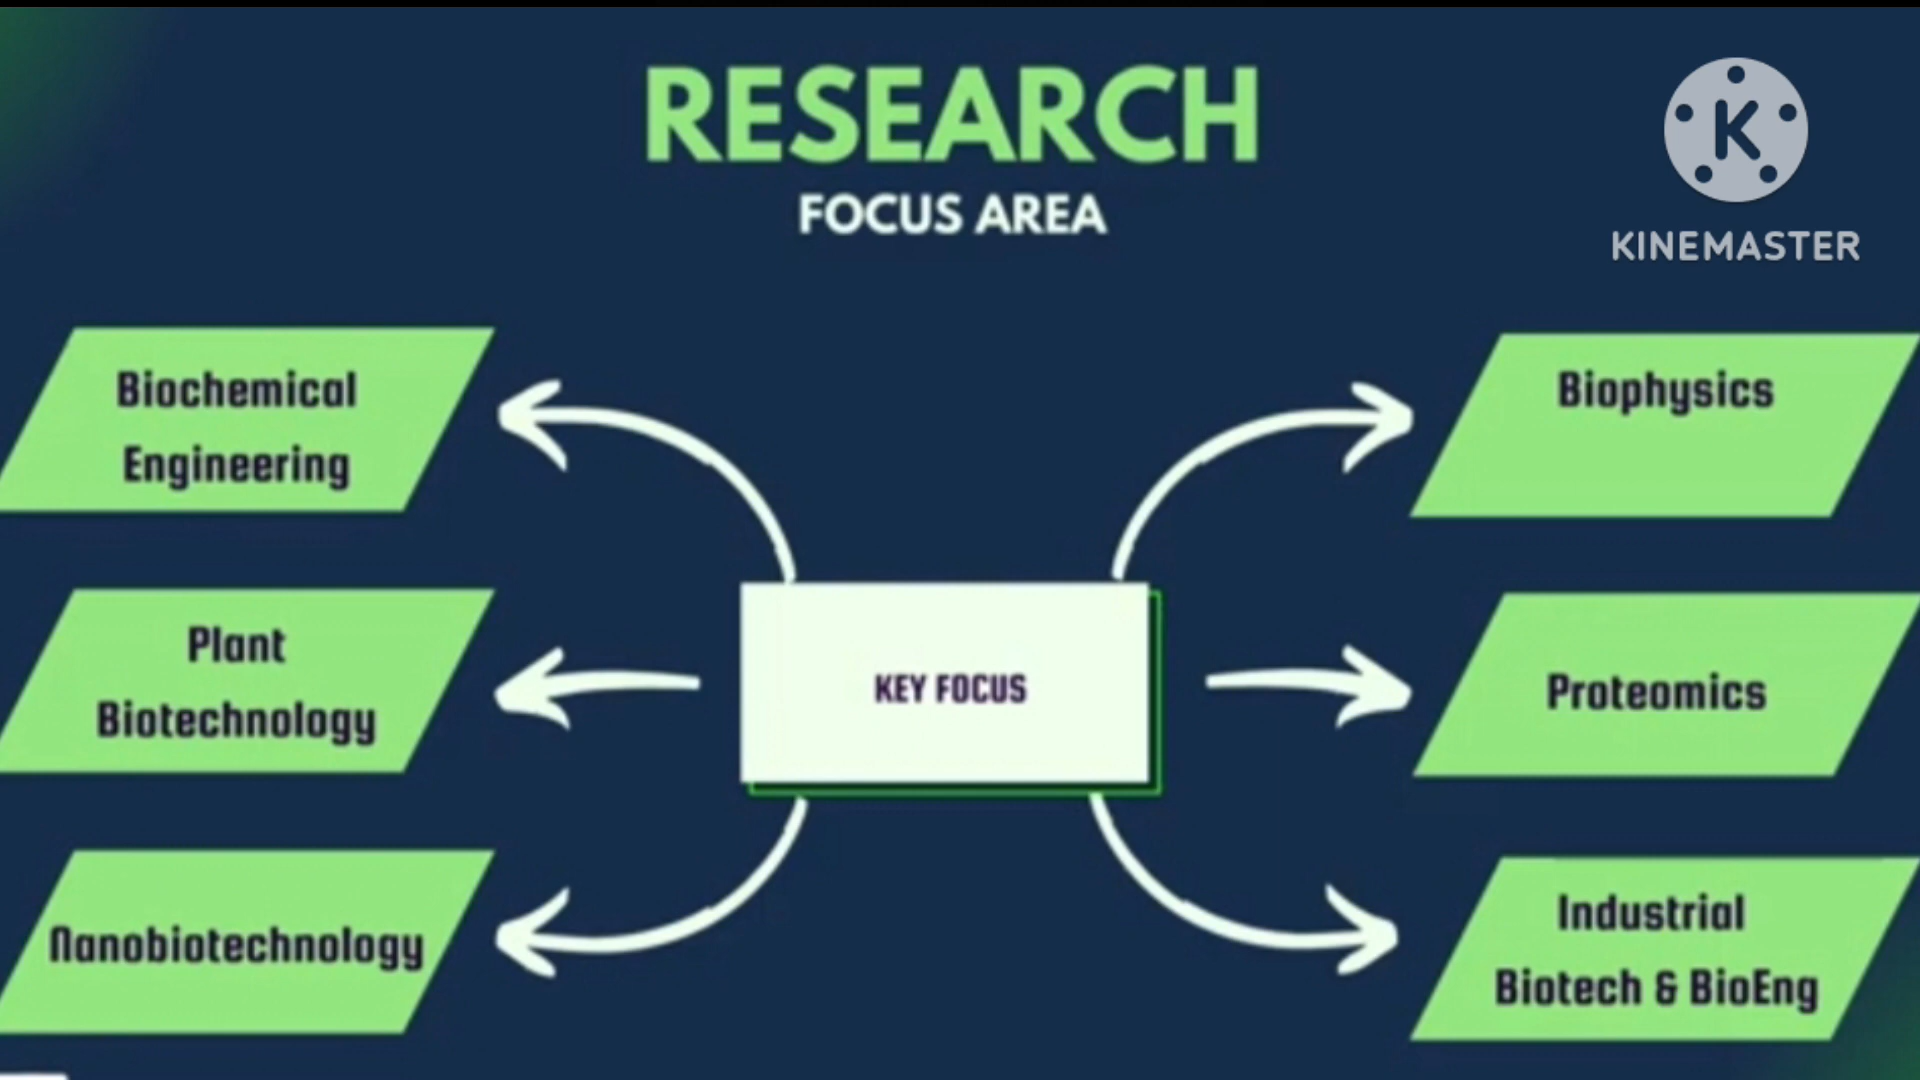 RESEARCH
FOCUS AREA
K
KINEMASTER
Biochemical
Engineering
Biophysics
Plant
Biotechnology
KEY FOCUS
Proteomics
Nanobiotechnology
Industrial
Biotech & BioEng